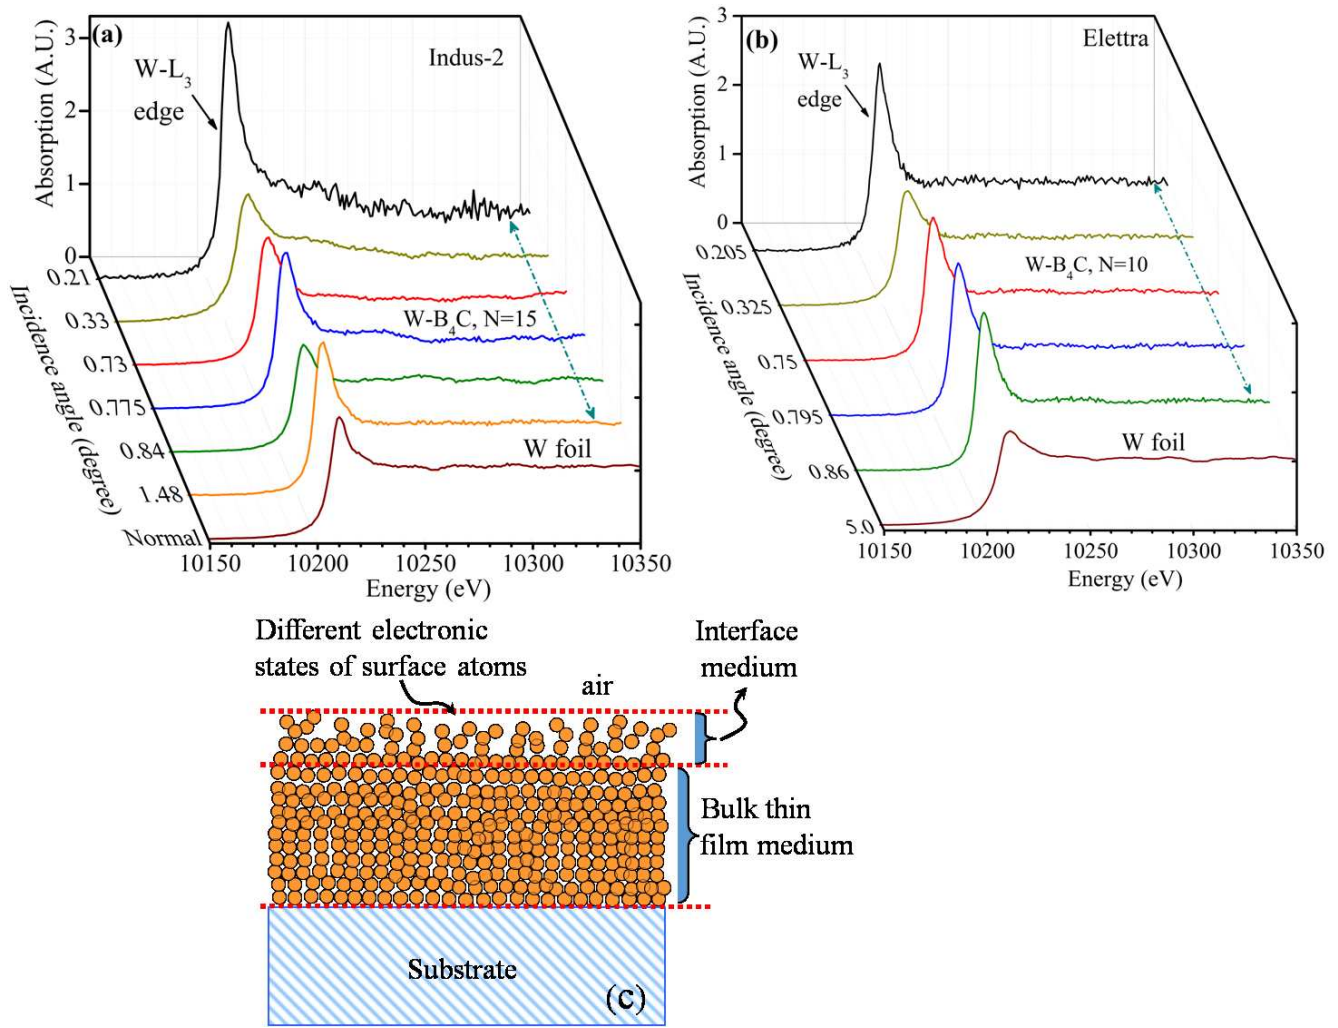 (a)
Indus-2
W-L3
edge
Absorption (A.U.)
3
2
1
0
0.21
0.33
0.73
0.775
0.84
1.48
Normal
Incidence angle (degree)
W-B4C, N=15
W foil
10150
10200
10250
10300
10350
Energy (eV)
(b)
Elettra
W-L3
edge
Absorption (A.U.)
3
2
1
0
0.205
0.325
0.75
0.795
0.86
5.0
Incidence angle (degree)
W-B4C, N=10
W foil
10150
10200
10250
10300
10350
Energy (eV)
Different electronic
states of surface atoms
air
Interface
medium
Bulk thin
film medium
Substrate
(c)